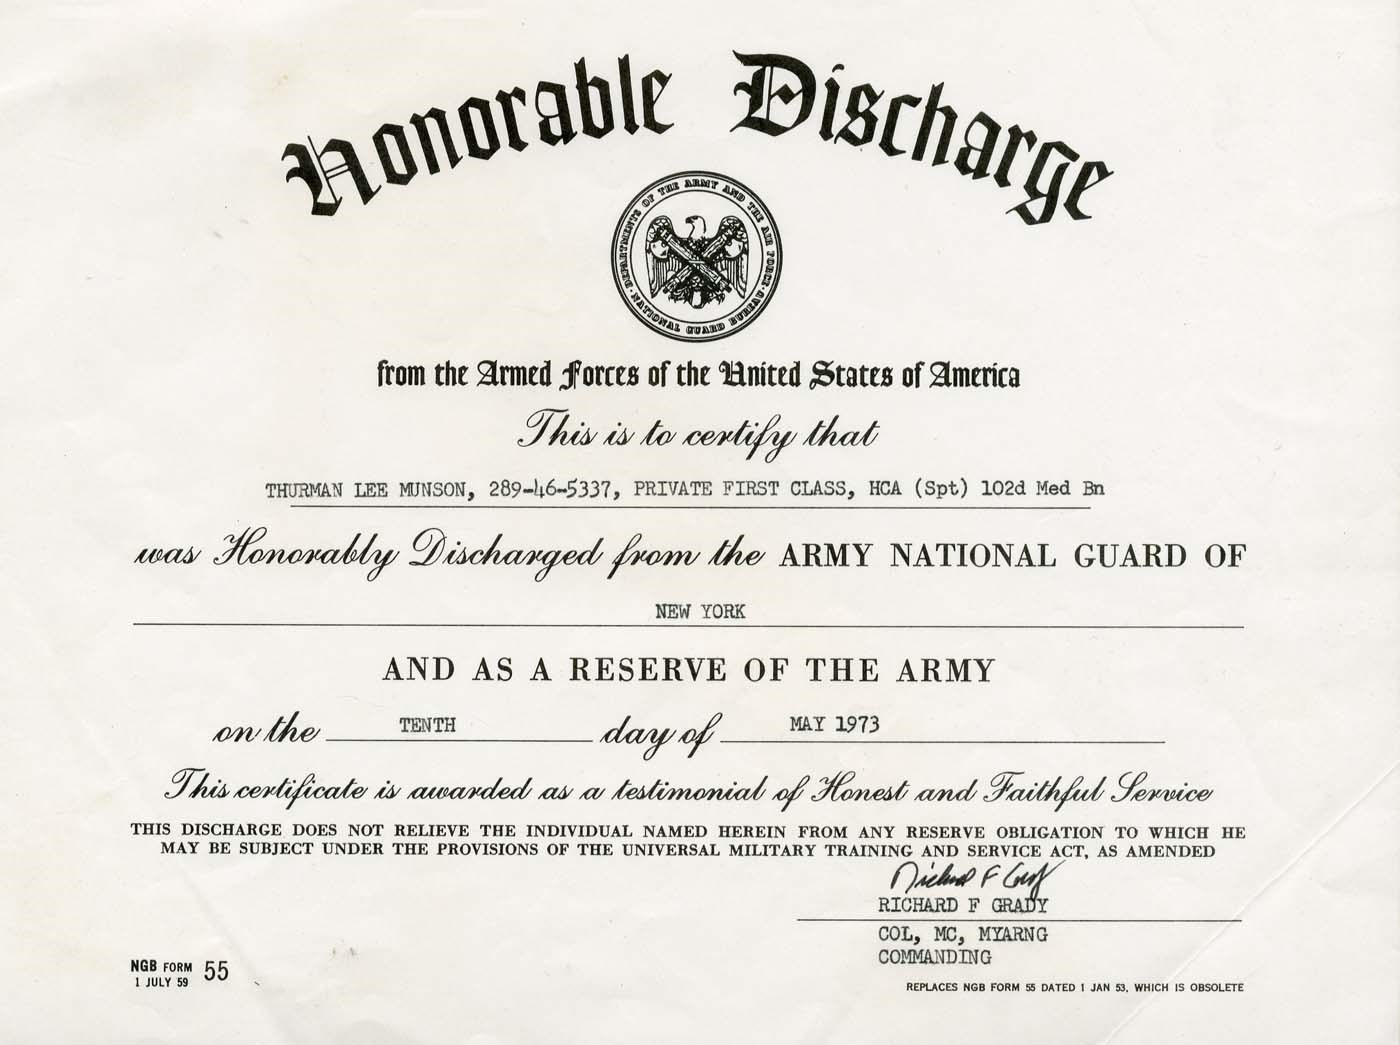 Honorable Discharge
DEPARTMENTS OF THE ARMY AND THE AIR FORCE
· NATIONAL GUARD BUREAU ·
from the Armed Forces of the United States of America
This is to certify that
THURMAN LEE MUNSON, 289-46-5337, PRIVATE FIRST CLASS, HCA (Spt) 102d Med Bn
was Honorably Discharged from the ARMY NATIONAL GUARD OF
NEW YORK
AND AS A RESERVE OF THE ARMY
on the TENTH day of MAY 1973
This certificate is awarded as a testimonial of Honest and Faithful Service
THIS DISCHARGE DOES NOT RELIEVE THE INDIVIDUAL NAMED HEREIN FROM ANY RESERVE OBLIGATION TO WHICH HE
MAY BE SUBJECT UNDER THE PROVISIONS OF THE UNIVERSAL MILITARY TRAINING AND SERVICE ACT, AS AMENDED
Richard F Grady
RICHARD F GRADY
COL, MC, MYARNG
COMMANDING
NGB FORM 55
1 JULY 59
REPLACES NGB FORM 55 DATED 1 JAN 53, WHICH IS OBSOLETE